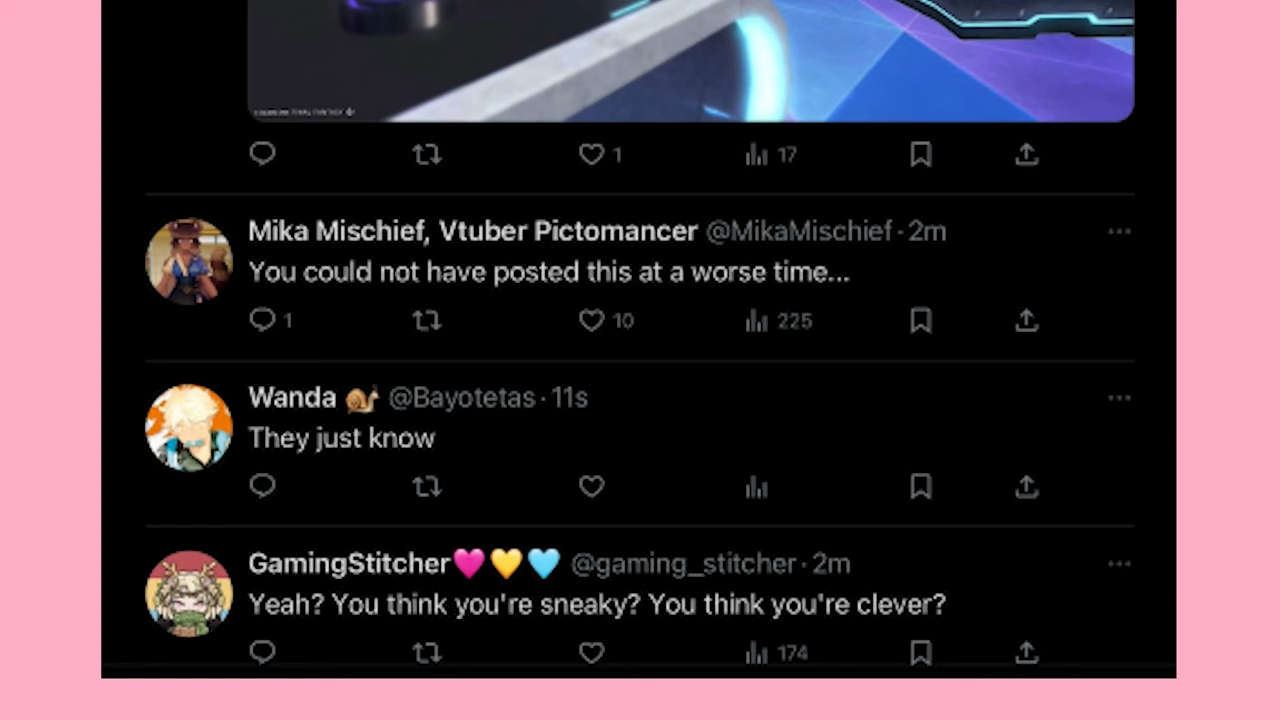 1 17
Mika Mischief, Vtuber Pictomancer @MikaMischief · 2m
You could not have posted this at a worse time...
1 10 225
Wanda 🐌 @Bayotetas · 11s
They just know
GamingStitcher🩷💛🩵 @gaming_stitcher · 2m
Yeah? You think you're sneaky? You think you're clever?
174